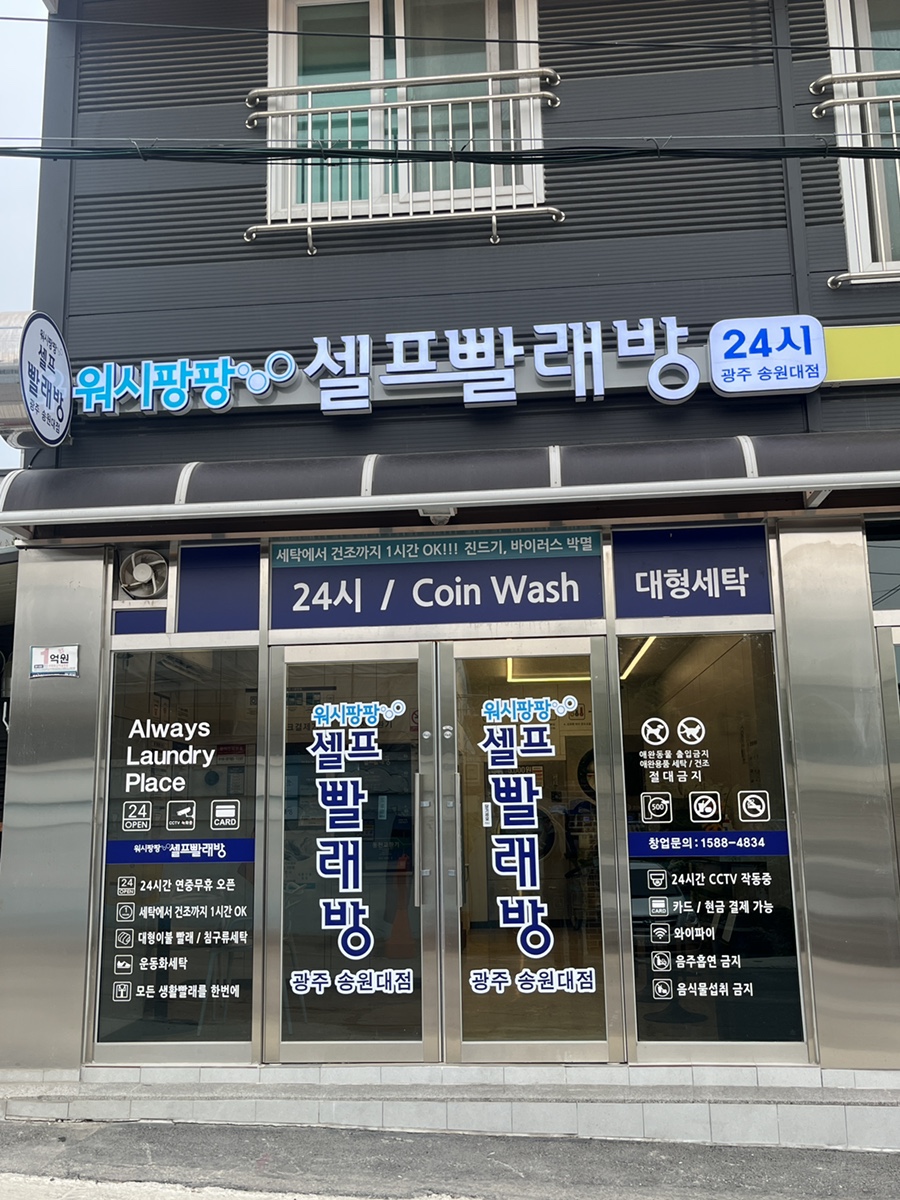 워시팡팡 셀프빨래방 24시
광주 송원대점
워시팡팡
셀프
빨래방
광주 송원대점
세탁에서 건조까지 1시간 OK!!! 진드기, 바이러스 박멸
24시 / Coin Wash
대형세탁
1억원
Always
Laundry
Place
24
OPEN
CCTV 녹화중
CARD
워시팡팡 셀프빨래방
24
OPEN
24시간 연중무휴 오픈
세탁에서 건조까지 1시간 OK
대형이불 빨래 / 침구류세탁
운동화세탁
모든 생활빨래를 한번에
워시팡팡
셀프
빨
래
방
광주 송원대점
워시팡팡
셀프
빨
래
방
광주 송원대점
애완동물 출입금지
애완용품 세탁 / 건조
절대금지
500
창업문의 : 1588-4834
24시간 CCTV 작동중
CARD
카드 / 현금 결제 가능
와이파이
음주흡연 금지
음식물섭취 금지